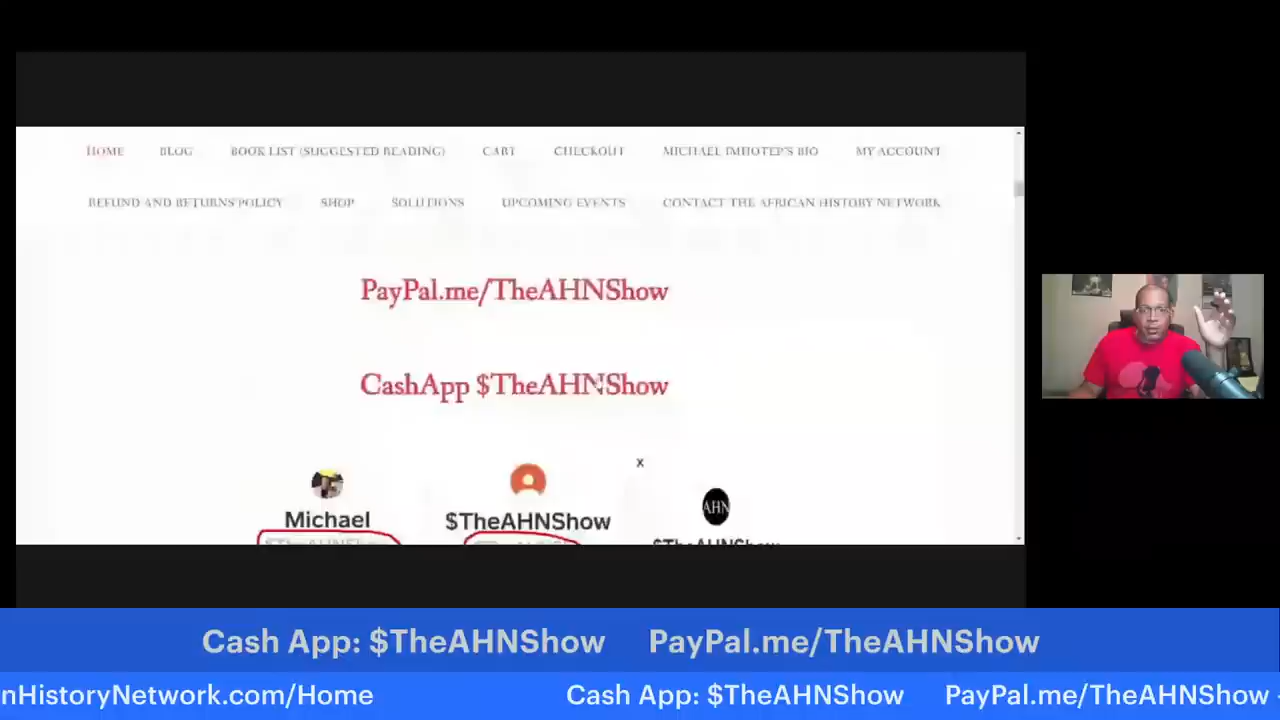 HOME BLOG BOOK LIST (SUGGESTED READING) CART CHECKOUT MICHAEL IMHOTEP'S BIO MY ACCOUNT
REFUND AND RETURNS POLICY SHOP SOLUTIONS UPCOMING EVENTS CONTACT THE AFRICAN HISTORY NETWORK
PayPal.me/TheAHNShow
CashApp $TheAHNShow
x
AHN
Michael $TheAHNShow
$TheAHNShow
Cash App: $TheAHNShow PayPal.me/TheAHNShow
nHistoryNetwork.com/Home Cash App: $TheAHNShow PayPal.me/TheAHNShow -